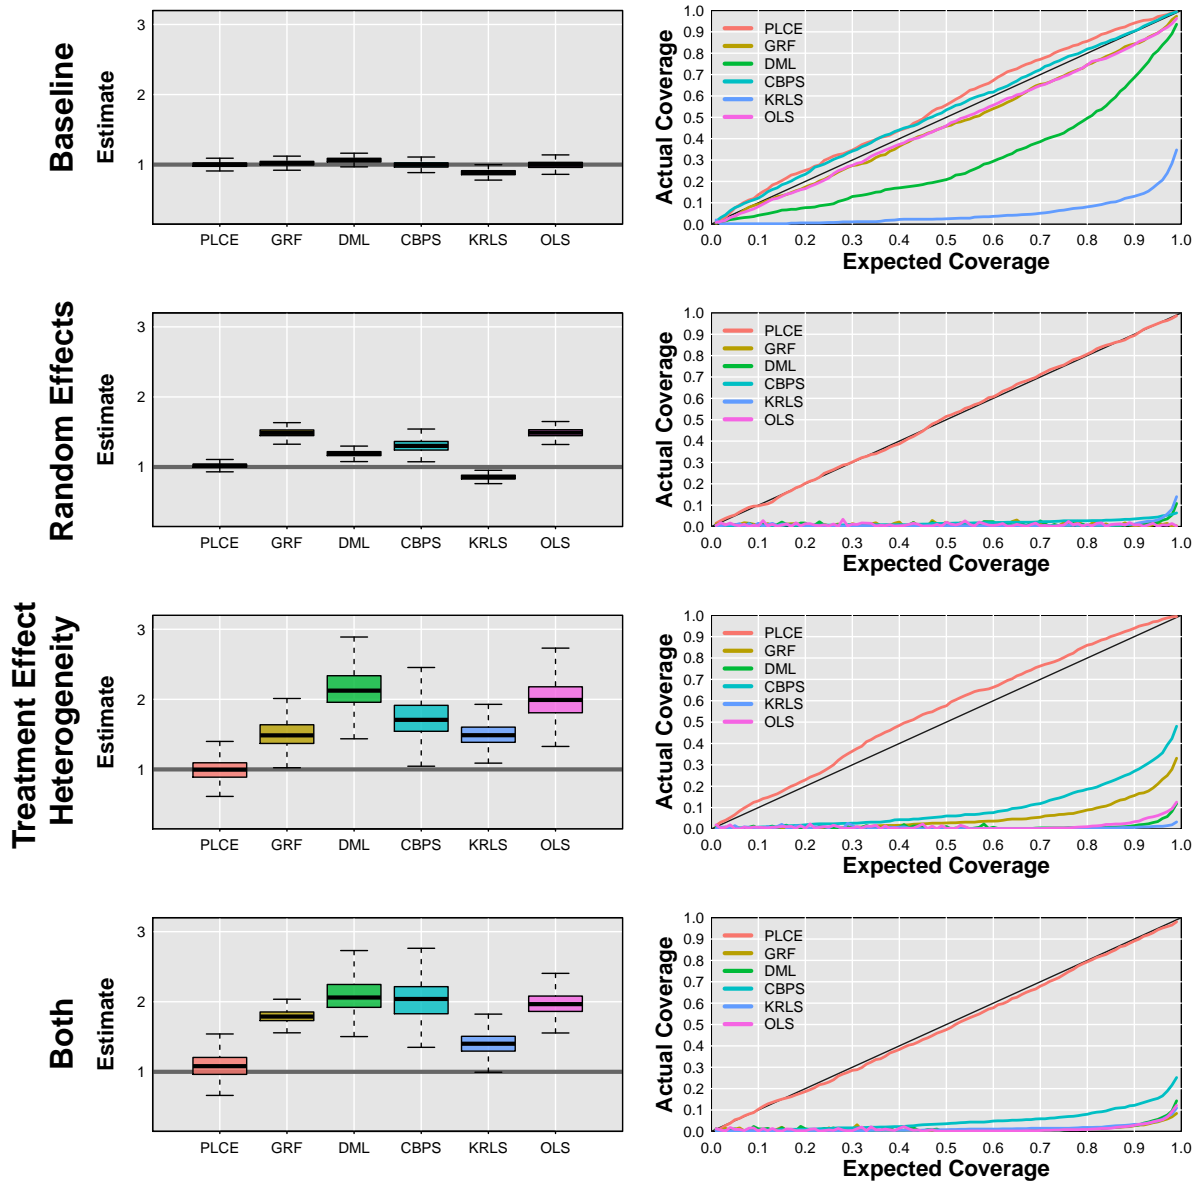 Baseline
Estimate
3
2
1
PLCE GRF DML CBPS KRLS OLS
Actual Coverage
1.0
0.9
0.8
0.7
0.6
0.5
0.4
0.3
0.2
0.1
0.0
PLCE
GRF
DML
CBPS
KRLS
OLS
0.0 0.1 0.2 0.3 0.4 0.5 0.6 0.7 0.8 0.9 1.0
Expected Coverage
Random Effects
Estimate
3
2
1
PLCE GRF DML CBPS KRLS OLS
Actual Coverage
1.0
0.9
0.8
0.7
0.6
0.5
0.4
0.3
0.2
0.1
0.0
PLCE
GRF
DML
CBPS
KRLS
OLS
0.0 0.1 0.2 0.3 0.4 0.5 0.6 0.7 0.8 0.9 1.0
Expected Coverage
Treatment Effect
Heterogeneity
Estimate
3
2
1
PLCE GRF DML CBPS KRLS OLS
Actual Coverage
1.0
0.9
0.8
0.7
0.6
0.5
0.4
0.3
0.2
0.1
0.0
PLCE
GRF
DML
CBPS
KRLS
OLS
0.0 0.1 0.2 0.3 0.4 0.5 0.6 0.7 0.8 0.9 1.0
Expected Coverage
Both
Estimate
3
2
1
PLCE GRF DML CBPS KRLS OLS
Actual Coverage
1.0
0.9
0.8
0.7
0.6
0.5
0.4
0.3
0.2
0.1
0.0
PLCE
GRF
DML
CBPS
KRLS
OLS
0.0 0.1 0.2 0.3 0.4 0.5 0.6 0.7 0.8 0.9 1.0
Expected Coverage